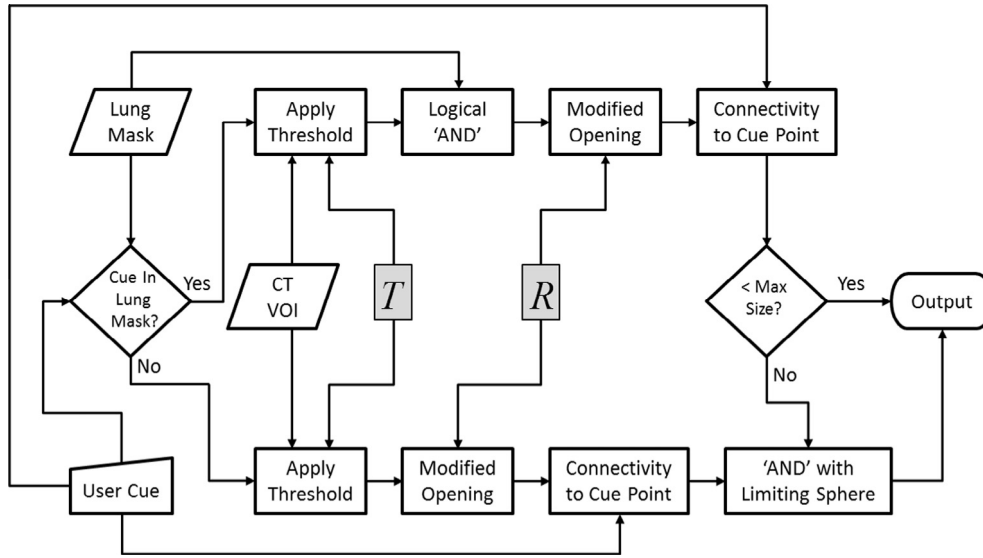 Lung
Mask
Apply
Threshold
Logical
‘AND’
Modified
Opening
Connectivity
to Cue Point
Cue In
Lung
Mask?
Yes
No
CT
VOI
T
R
< Max
Size?
Yes
No
Output
User Cue
Apply
Threshold
Modified
Opening
Connectivity
to Cue Point
‘AND’ with
Limiting Sphere